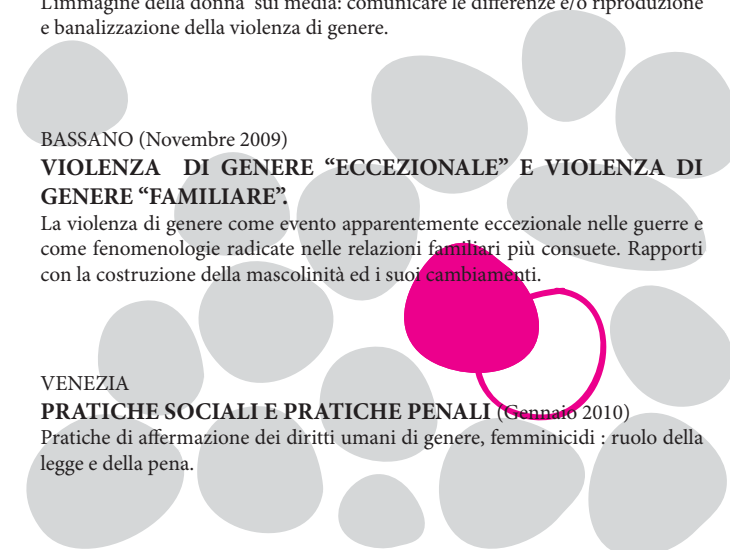 L'immagine della donna sui media: comunicare le differenze e/o riproduzione
e banalizzazione della violenza di genere.
BASSANO (Novembre 2009)
VIOLENZA DI GENERE “ECCEZIONALE” E VIOLENZA DI
GENERE “FAMILIARE”.
La violenza di genere come evento apparentemente eccezionale nelle guerre e
come fenomenologie radicate nelle relazioni familiari più consuete. Rapporti
con la costruzione della mascolinità ed i suoi cambiamenti.
VENEZIA
PRATICHE SOCIALI E PRATICHE PENALI (Gennaio 2010)
Pratiche di affermazione dei diritti umani di genere, femminicidi : ruolo della
legge e della pena.